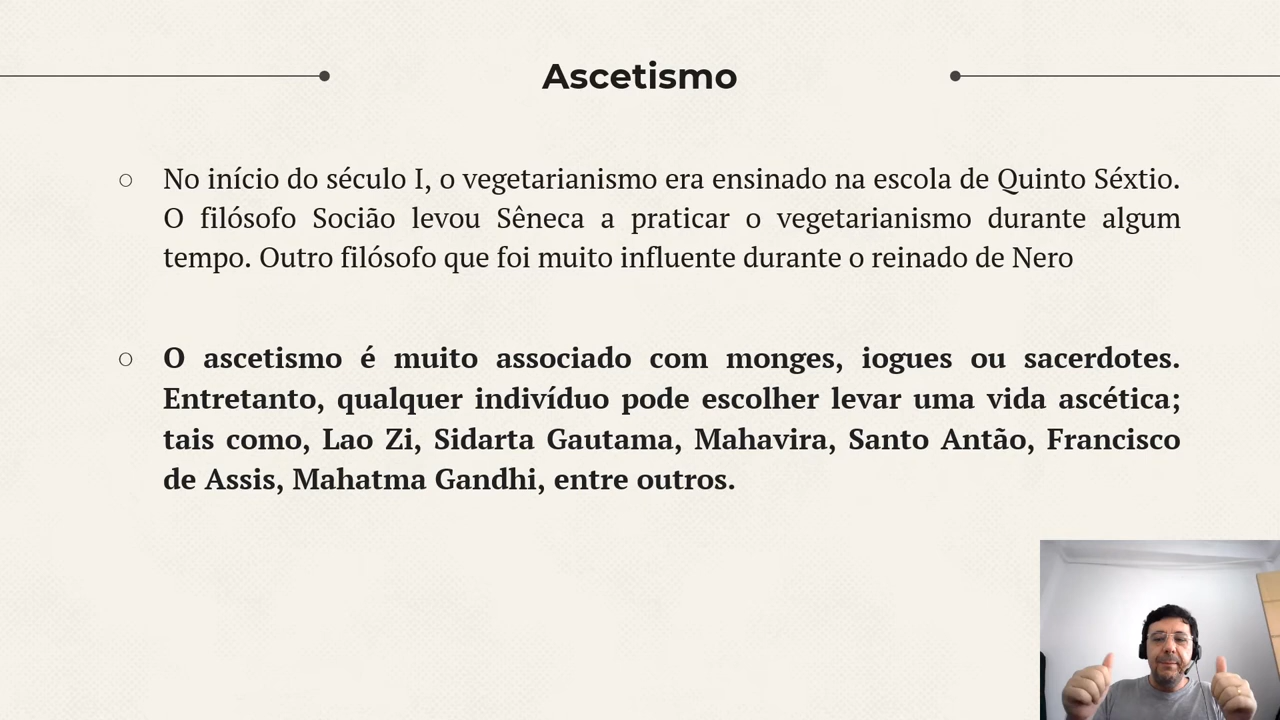 Ascetismo
No início do século I, o vegetarianismo era ensinado na escola de Quinto Séxtio.
O filósofo Socião levou Sêneca a praticar o vegetarianismo durante algum
tempo. Outro filósofo que foi muito influente durante o reinado de Nero
O ascetismo é muito associado com monges, iogues ou sacerdotes.
Entretanto, qualquer indivíduo pode escolher levar uma vida ascética;
tais como, Lao Zi, Sidarta Gautama, Mahavira, Santo Antão, Francisco
de Assis, Mahatma Gandhi, entre outros.